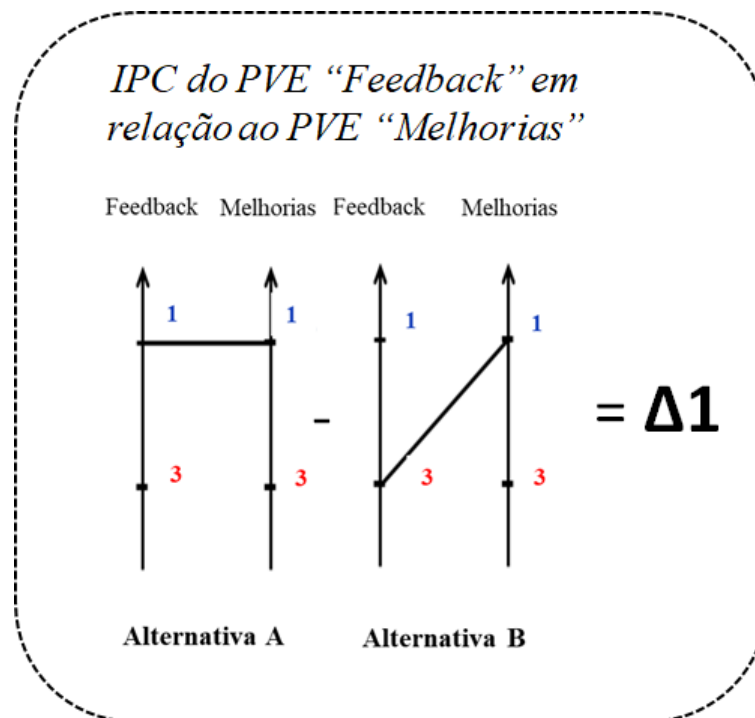 IPC do PVE “Feedback” em
relação ao PVE “Melhorias”
Feedback Melhorias Feedback Melhorias
1 1 1 1
- = Δ1
3 3 3 3
Alternativa A Alternativa B